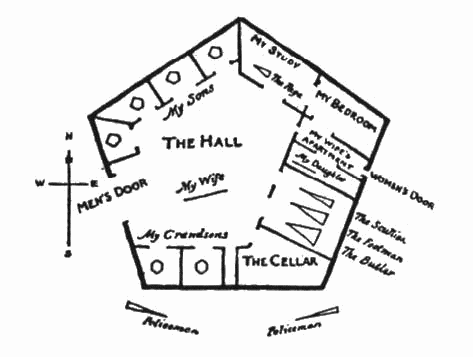 My Study
The Page
My Bedroom
My Sons
The Hall
My Wife's
Apartment
My Daughter
N
W E
S
Men's Door
My Wife
Women's Door
My Grandsons
The Cellar
The Scullion
The Footman
The Butler
Policeman
Policeman